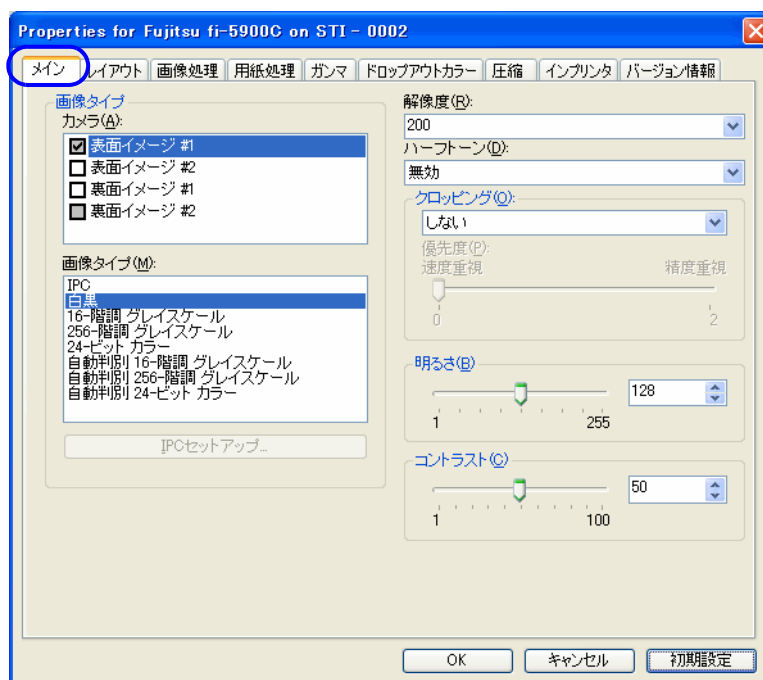 Properties for Fujitsu fi-5900C on STI - 0002
メイン レイアウト 画像処理 用紙処理 ガンマ ドロップアウトカラー 圧縮 インプリンタ バージョン情報
画像タイプ
カメラ(A):
表面イメージ #1
表面イメージ #2
裏面イメージ #1
裏面イメージ #2
画像タイプ(M):
IPC
白黒
16-階調 グレイスケール
256-階調 グレイスケール
24-ビット カラー
自動判別 16-階調 グレイスケール
自動判別 256-階調 グレイスケール
自動判別 24-ビット カラー
IPCセットアップ...
解像度(R):
200
ハーフトーン(D):
無効
クロッピング(O):
しない
優先度(P):
速度重視 精度重視
0 2
明るさ(B)
128
1 255
コントラスト(C)
50
1 100
OK キャンセル 初期設定